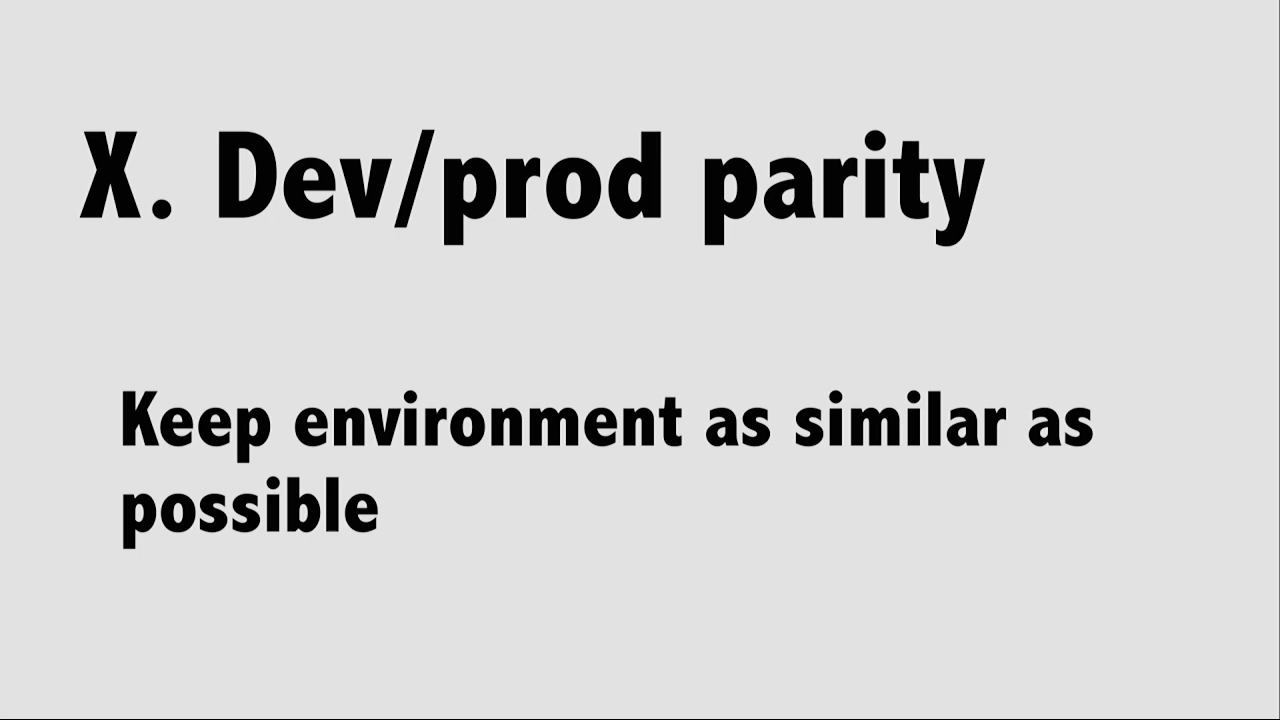 X. Dev/prod parity
Keep environment as similar as
possible